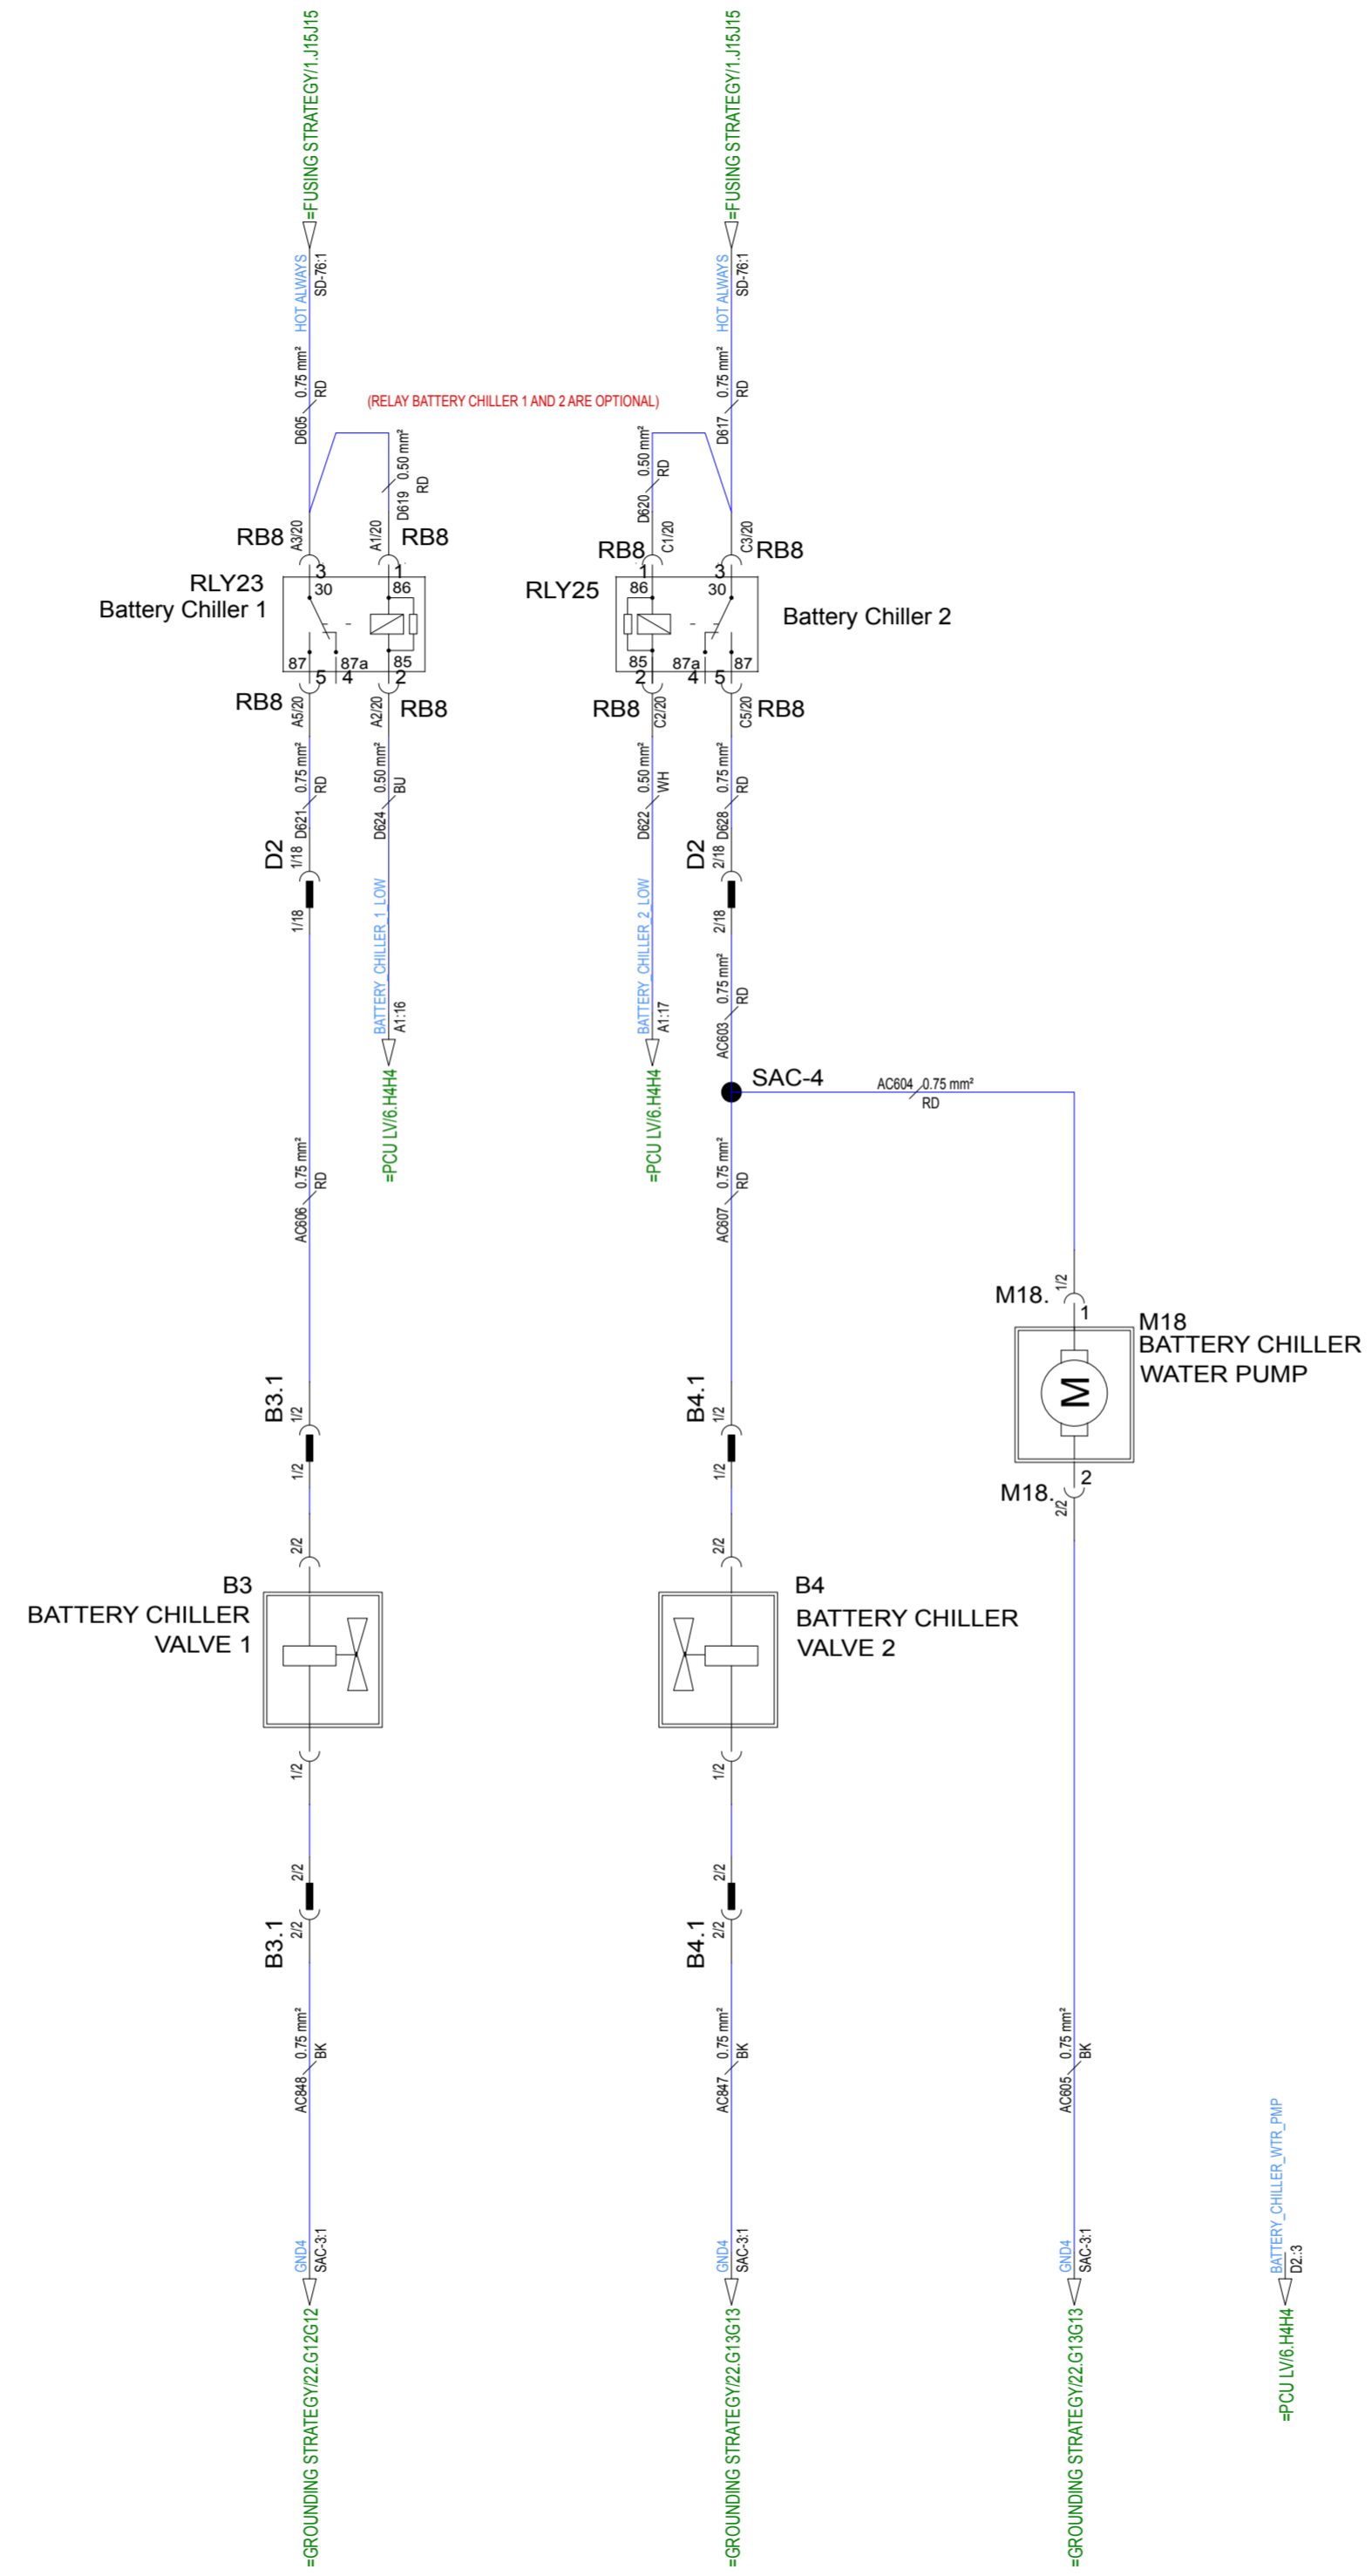 =FUSING STRATEGY/1.J15J15
=FUSING STRATEGY/1.J15J15
HOT ALWAYS
SD-76:1
HOT ALWAYS
SD-76:1
D605 0.75 mm²
RD
(RELAY BATTERY CHILLER 1 AND 2 ARE OPTIONAL)
D617 0.75 mm²
RD
D619 0.50 mm²
RD
D620 0.50 mm²
RD
RB8 A3/20
A1/20 RB8
RB8 C1/20
C3/20 RB8
RLY23
Battery Chiller 1
3 1
30 86
87 87a 85
5 4 2
RLY25
1 3
86 30
85 87a 87
2 4 5
Battery Chiller 2
RB8 A5/20
A2/20 RB8
RB8 C2/20
C5/20 RB8
D621 0.75 mm²
RD
D624 0.50 mm²
BU
D622 0.50 mm²
WH
D628 0.75 mm²
RD
D2 1/18
1/18
BATTERY_CHILLER_1_LOW
A1:16
=PCU LV/6.H4H4
BATTERY_CHILLER_2_LOW
A1:17
=PCU LV/6.H4H4
D2 2/18
2/18
AC603 0.75 mm²
RD
SAC-4
AC604 0.75 mm²
RD
AC606 0.75 mm²
RD
AC607 0.75 mm²
RD
M18. 1/2
1
M18
BATTERY CHILLER
WATER PUMP
M
2
M18. 2/2
B3.1 1/2
1/2
2/2
B4.1 1/2
1/2
2/2
B3
BATTERY CHILLER
VALVE 1
B4
BATTERY CHILLER
VALVE 2
1/2
1/2
2/2
B3.1 2/2
2/2
B4.1 2/2
AC848 0.75 mm²
BK
AC847 0.75 mm²
BK
AC605 0.75 mm²
BK
GND4
SAC-3:1
GND4
SAC-3:1
GND4
SAC-3:1
BATTERY_CHILLER_WTR_PMP
D2.:3
=GROUNDING STRATEGY/22.G12G12
=GROUNDING STRATEGY/22.G13G13
=GROUNDING STRATEGY/22.G13G13
=PCU LV/6.H4H4